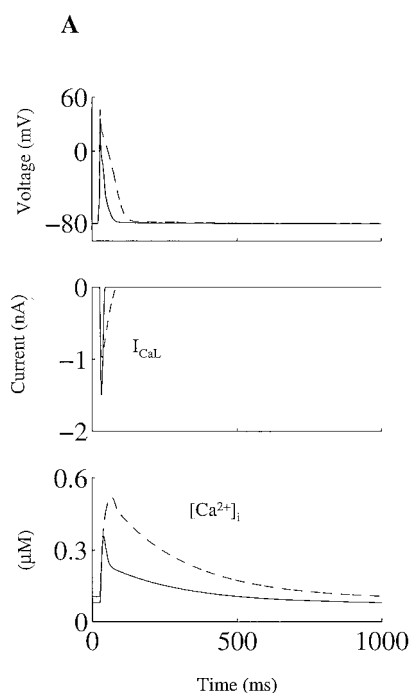 A
60
0
−80
Voltage (mV)
0
−1
−2
Current (nA)
I_CaL
0.6
0.3
0
(μM)
[Ca²⁺]ᵢ
0 500 1000
Time (ms)